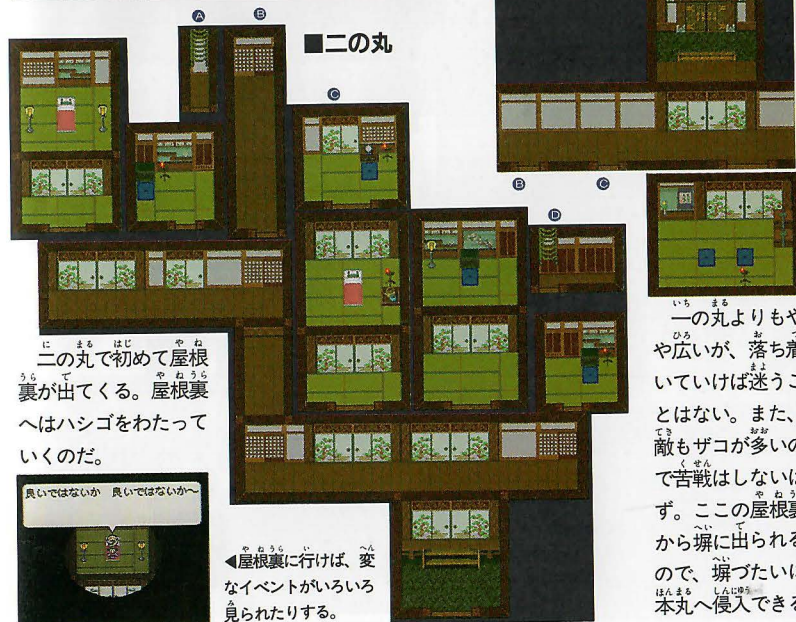 Ⓐ Ⓑ
■二の丸
Ⓒ
Ⓑ Ⓒ
Ⓓ
二の丸で初めて屋根
裏が出てくる。屋根裏
へはハシゴをわたって
いくのだ。
良いではないか 良いではないか~
◀屋根裏に行けば、変
なイベントがいろいろ
見られたりする。
一の丸よりもや
や広いが、落ち着
いていけば迷うこ
とはない。また、
敵もザコが多いの
で苦戦はしないは
ず。ここの屋根裏
から塀に出られる
ので、塀づたいに
本丸へ侵入できる